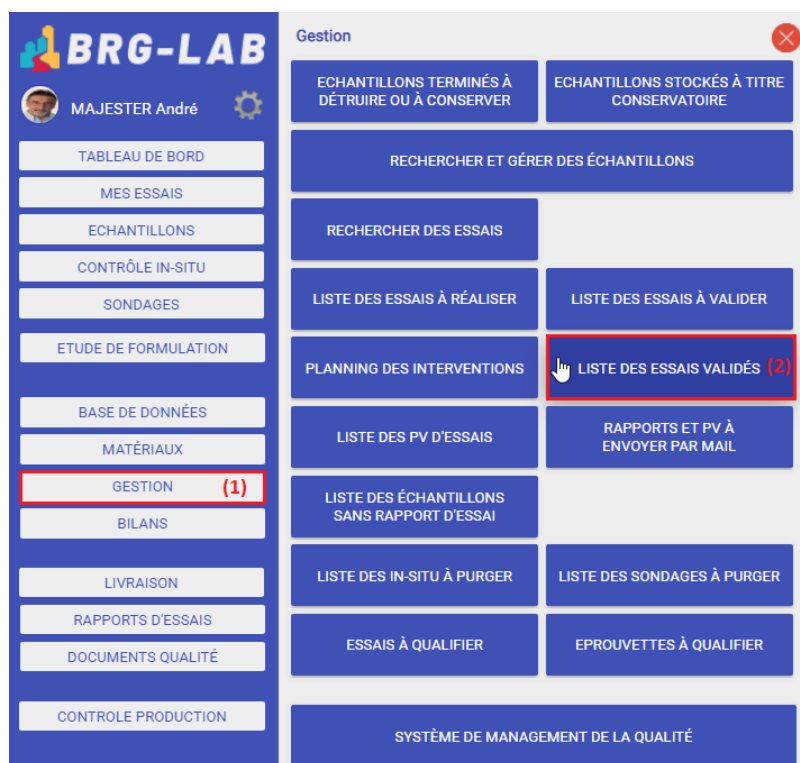 BRG-LAB
MAJESTER André
TABLEAU DE BORD
MES ESSAIS
ECHANTILLONS
CONTRÔLE IN-SITU
SONDAGES
ETUDE DE FORMULATION
BASE DE DONNÉES
MATÉRIAUX
GESTION (1)
BILANS
LIVRAISON
RAPPORTS D'ESSAIS
DOCUMENTS QUALITÉ
CONTROLE PRODUCTION
Gestion
ECHANTILLONS TERMINÉS À
DÉTRUIRE OU À CONSERVER
ECHANTILLONS STOCKÉS À TITRE
CONSERVATOIRE
RECHERCHER ET GÉRER DES ÉCHANTILLONS
RECHERCHER DES ESSAIS
LISTE DES ESSAIS À RÉALISER
LISTE DES ESSAIS À VALIDER
PLANNING DES INTERVENTIONS
LISTE DES ESSAIS VALIDÉS (2)
LISTE DES PV D'ESSAIS
RAPPORTS ET PV À
ENVOYER PAR MAIL
LISTE DES ÉCHANTILLONS
SANS RAPPORT D'ESSAI
LISTE DES IN-SITU À PURGER
LISTE DES SONDAGES À PURGER
ESSAIS À QUALIFIER
EPROUVETTES À QUALIFIER
SYSTÈME DE MANAGEMENT DE LA QUALITÉ